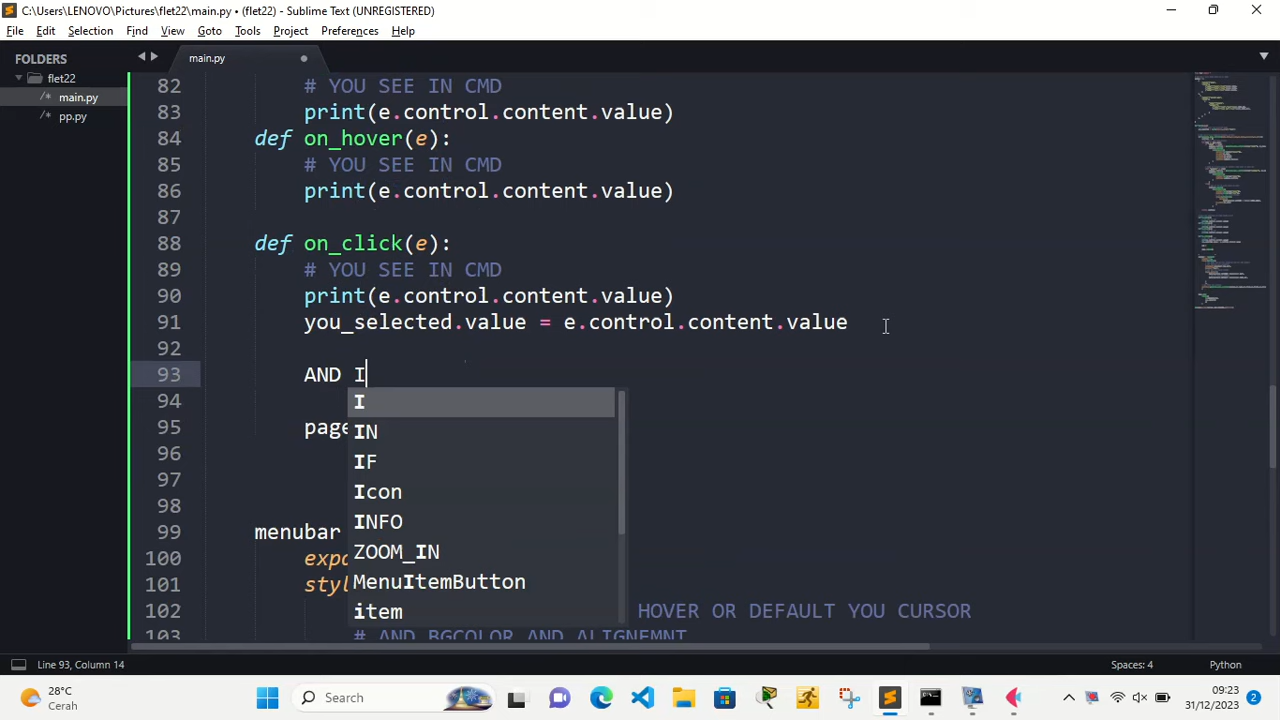 C:\Users\LENOVO\Pictures\flet22\main.py • (flet22) - Sublime Text (UNREGISTERED)
File Edit Selection Find View Goto Tools Project Preferences Help
FOLDERS
flet22
main.py
pp.py
main.py
82 # YOU SEE IN CMD
83 print(e.control.content.value)
84 def on_hover(e):
85 # YOU SEE IN CMD
86 print(e.control.content.value)
87
88 def on_click(e):
89 # YOU SEE IN CMD
90 print(e.control.content.value)
91 you_selected.value = e.control.content.value
92
93 AND I
94
95 page
96
97
98
99 menubar
100 expa
101 styl
102 HOVER OR DEFAULT YOU CURSOR
103 # AND BGCOLOR AND ALIGNEMNT
I
IN
IF
Icon
INFO
ZOOM_IN
MenuItemButton
item
Line 93, Column 14
Spaces: 4
Python
28°C
Cerah
Search
09:23
31/12/2023
2